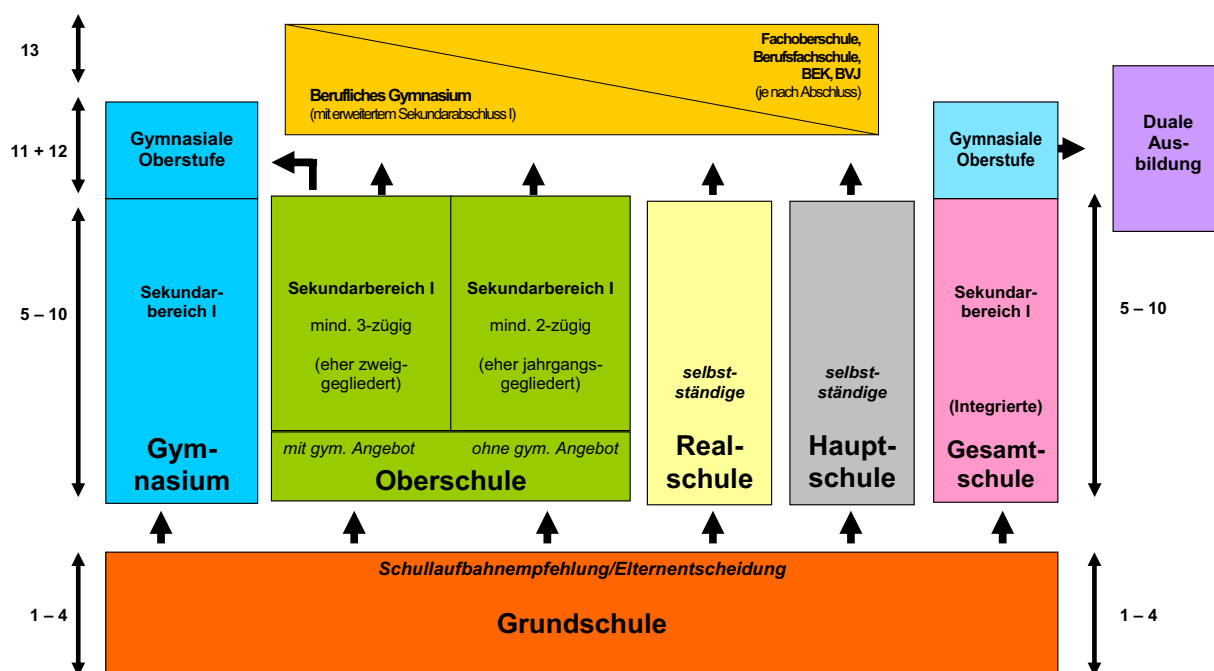 13
Fachoberschule,
Berufsfachschule,
BEK, BVJ
(je nach Abschluss)
Berufliches Gymnasium
(mit erweitertem Sekundarabschluss I)
11 + 12
Gymnasiale
Oberstufe
Gymnasiale
Oberstufe
Duale
Aus-
bildung
5 – 10
Sekundar-
bereich I
Gym-
nasium
Sekundarbereich I
mind. 3-zügig
(eher zweig-
gegliedert)
mit gym. Angebot
Sekundarbereich I
mind. 2-zügig
(eher jahrgangs-
gegliedert)
ohne gym. Angebot
Oberschule
selbst-
ständige
Real-
schule
selbst-
ständige
Haupt-
schule
Sekundar-
bereich I
(Integrierte)
Gesamt-
schule
5 – 10
Schullaufbahnempfehlung/Elternentscheidung
1 – 4
Grundschule
1 – 4